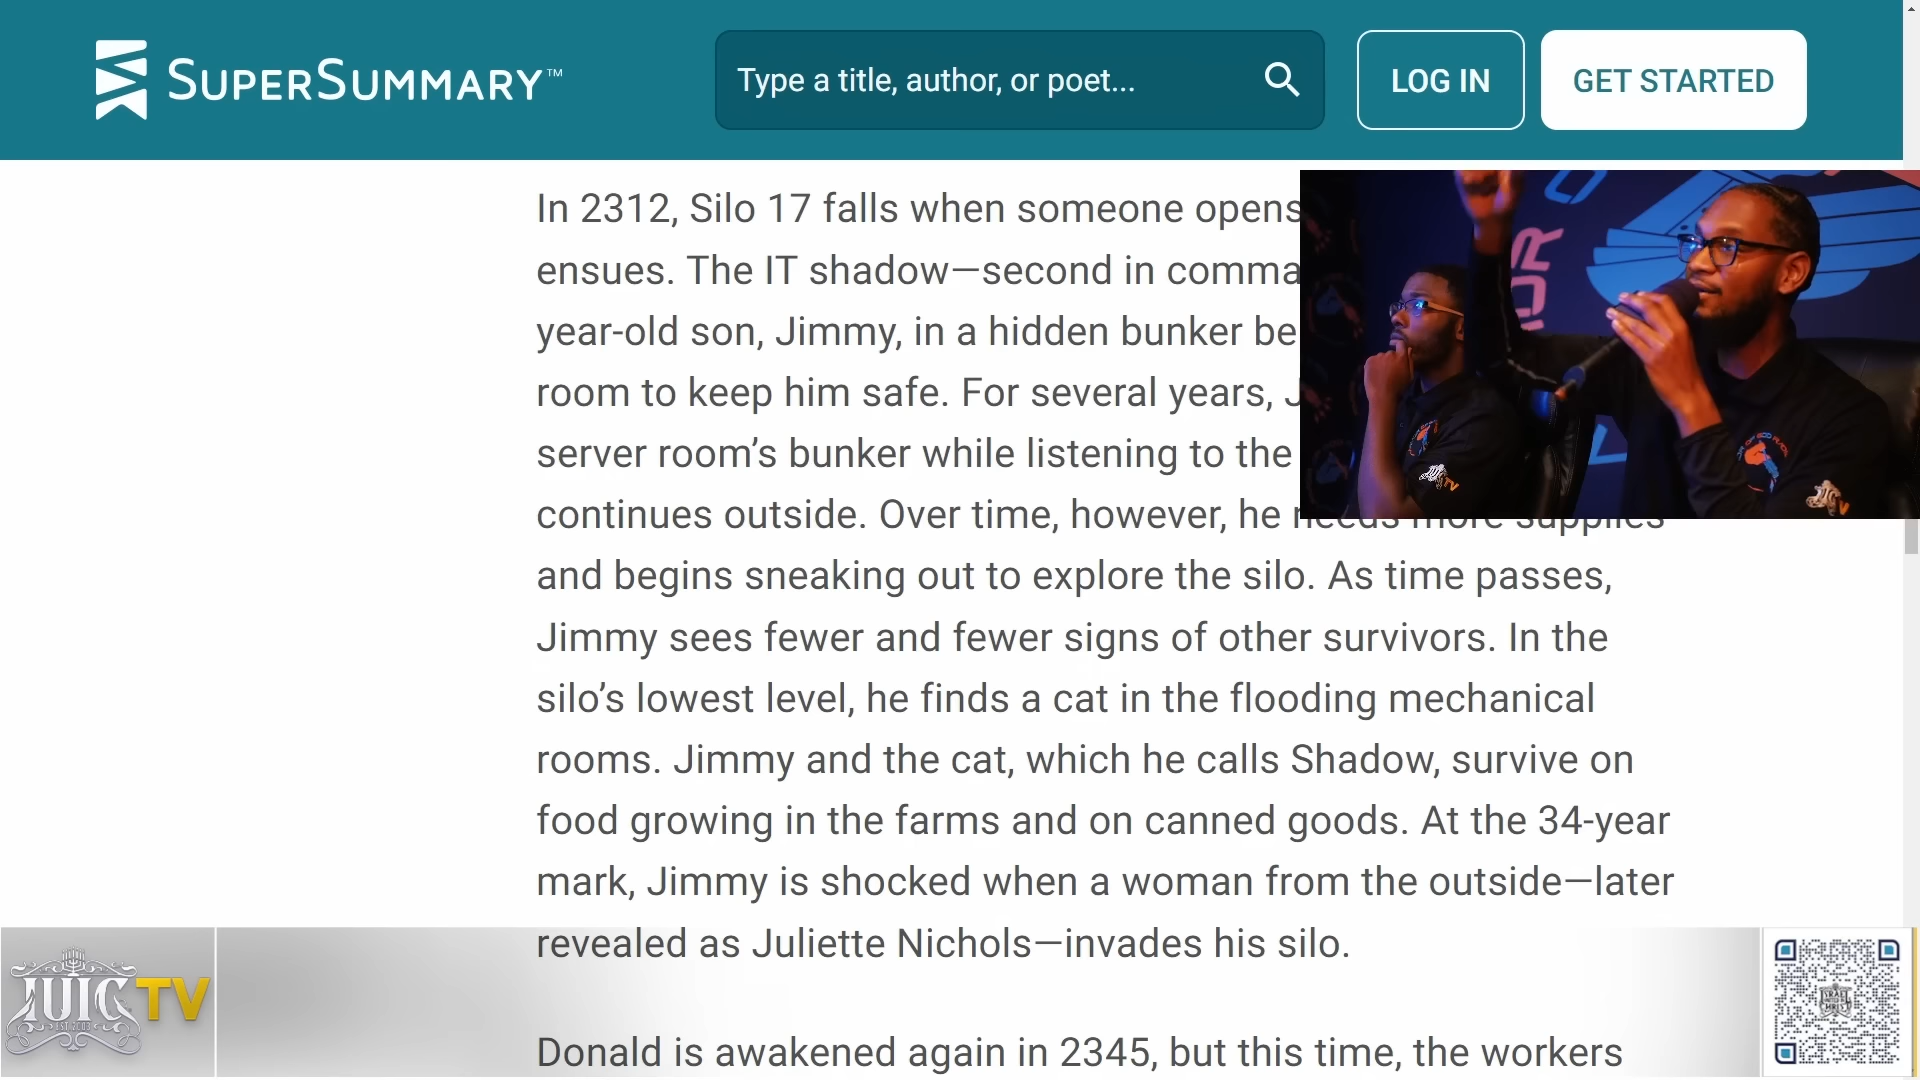 SUPERSUMMARY™
Type a title, author, or poet...
LOG IN
GET STARTED
In 2312, Silo 17 falls when someone opens
ensues. The IT shadow—second in comma
year-old son, Jimmy, in a hidden bunker be
room to keep him safe. For several years, J
server room’s bunker while listening to the
continues outside. Over time, however, he needs more supplies
and begins sneaking out to explore the silo. As time passes,
Jimmy sees fewer and fewer signs of other survivors. In the
silo’s lowest level, he finds a cat in the flooding mechanical
rooms. Jimmy and the cat, which he calls Shadow, survive on
food growing in the farms and on canned goods. At the 34-year
mark, Jimmy is shocked when a woman from the outside—later
revealed as Juliette Nichols—invades his silo.
Donald is awakened again in 2345, but this time, the workers
IUIC TV
EST. 2003
ISRAEL